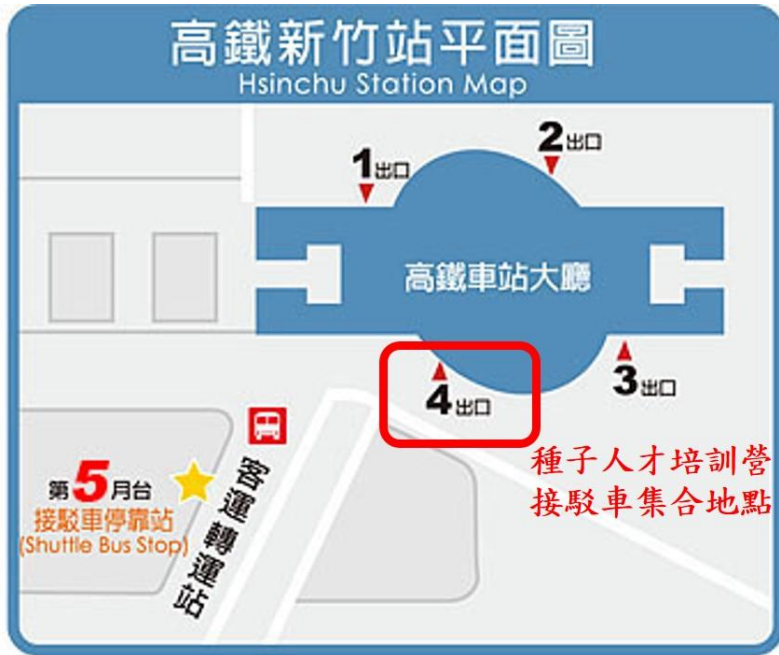 高鐵新竹站平面圖
Hsinchu Station Map
1出口
2出口
高鐵車站大廳
4出口
3出口
種子人才培訓營
接駁車集合地點
第5月台
接駁車停靠站
(Shuttle Bus Stop)
客運轉運站